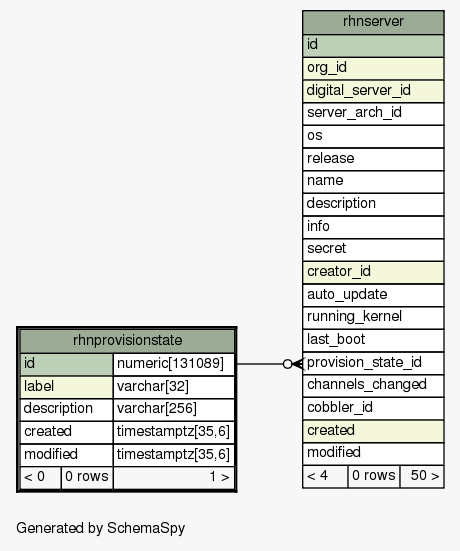 rhnserver
id
org_id
digital_server_id
server_arch_id
os
release
name
description
info
secret
creator_id
auto_update
running_kernel
last_boot
provision_state_id
channels_changed
cobbler_id
created
modified
< 4 0 rows 50 >
rhnprovisionstate
id numeric[131089]
label varchar[32]
description varchar[256]
created timestamptz[35,6]
modified timestamptz[35,6]
< 0 0 rows 1 >
Generated by SchemaSpy